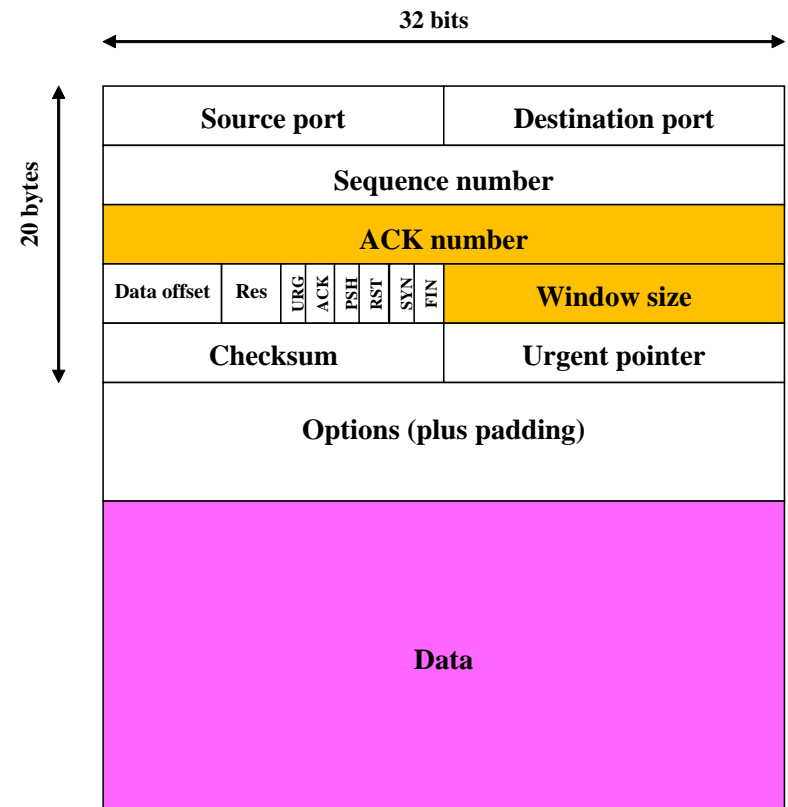 32 bits
20 bytes
Source port Destination port
Sequence number
ACK number
Data offset Res URG ACK PSH RST SYN FIN Window size
Checksum Urgent pointer
Options (plus padding)
Data